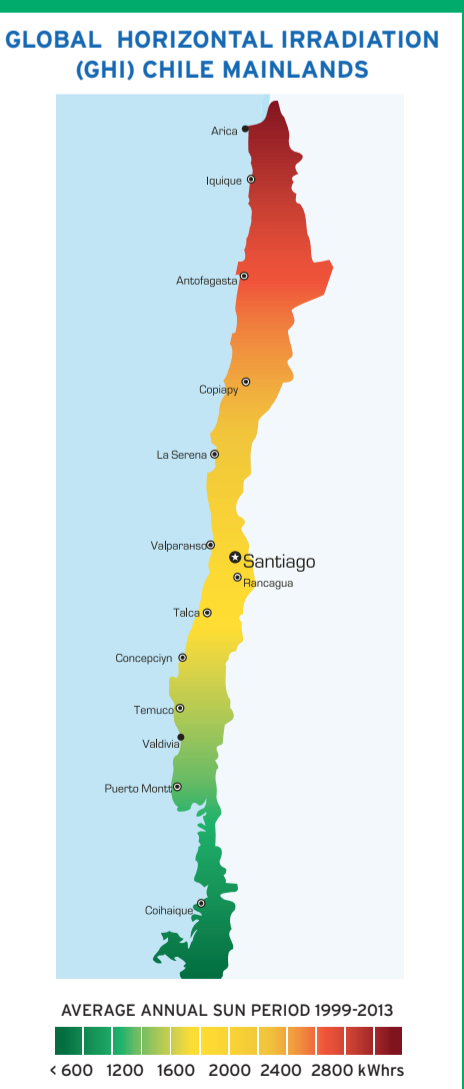 GLOBAL HORIZONTAL IRRADIATION
(GHI) CHILE MAINLANDS
Arica
Iquique
Antofagasta
Copiapy
La Serena
Valparaнso
Santiago
Rancagua
Talca
Concepciyn
Temuco
Valdivia
Puerto Montt
Coihaique
AVERAGE ANNUAL SUN PERIOD 1999-2013
< 600 1200 1600 2000 2400 2800 kWhrs